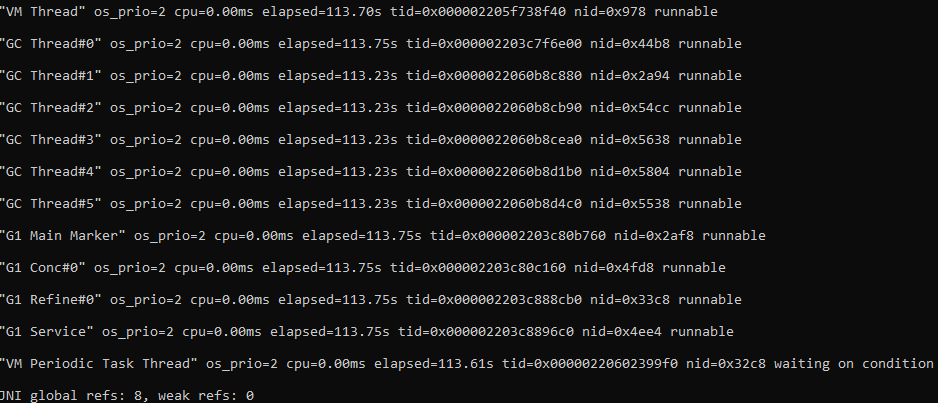 "VM Thread" os_prio=2 cpu=0.00ms elapsed=113.70s tid=0x000002205f738f40 nid=0x978 runnable
"GC Thread#0" os_prio=2 cpu=0.00ms elapsed=113.75s tid=0x000002203c7f6e00 nid=0x44b8 runnable
"GC Thread#1" os_prio=2 cpu=0.00ms elapsed=113.23s tid=0x0000022060b8c880 nid=0x2a94 runnable
"GC Thread#2" os_prio=2 cpu=0.00ms elapsed=113.23s tid=0x0000022060b8cb90 nid=0x54cc runnable
"GC Thread#3" os_prio=2 cpu=0.00ms elapsed=113.23s tid=0x0000022060b8cea0 nid=0x5638 runnable
"GC Thread#4" os_prio=2 cpu=0.00ms elapsed=113.23s tid=0x0000022060b8d1b0 nid=0x5804 runnable
"GC Thread#5" os_prio=2 cpu=0.00ms elapsed=113.23s tid=0x0000022060b8d4c0 nid=0x5538 runnable
"G1 Main Marker" os_prio=2 cpu=0.00ms elapsed=113.75s tid=0x000002203c80b760 nid=0x2af8 runnable
"G1 Conc#0" os_prio=2 cpu=0.00ms elapsed=113.75s tid=0x000002203c80c160 nid=0x4fd8 runnable
"G1 Refine#0" os_prio=2 cpu=0.00ms elapsed=113.75s tid=0x000002203c888cb0 nid=0x33c8 runnable
"G1 Service" os_prio=2 cpu=0.00ms elapsed=113.75s tid=0x000002203c8896c0 nid=0x4ee4 runnable
"VM Periodic Task Thread" os_prio=2 cpu=0.00ms elapsed=113.61s tid=0x00000220602399f0 nid=0x32c8 waiting on condition
JNI global refs: 8, weak refs: 0